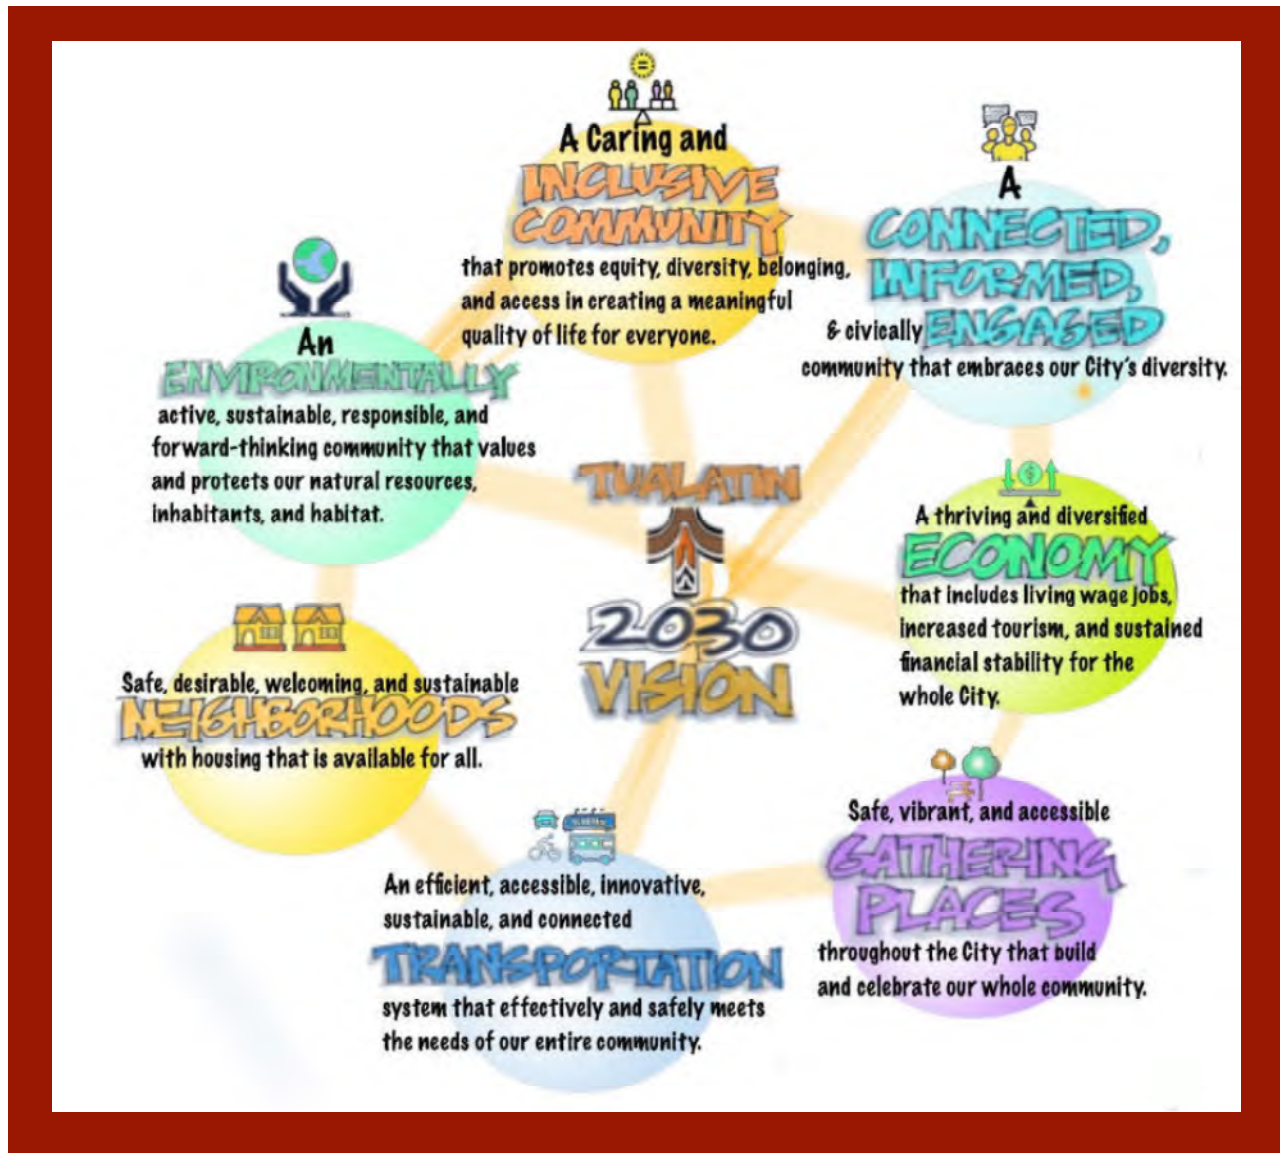 A Caring and
INCLUSIVE
COMMUNITY
that promotes equity, diversity, belonging,
and access in creating a meaningful
quality of life for everyone.
A
CONNECTED,
INFORMED,
& civically ENGAGED
community that embraces our City's diversity.
An
ENVIRONMENTALLY
active, sustainable, responsible, and
forward-thinking community that values
and protects our natural resources,
inhabitants, and habitat.
TUALATIN
2030
VISION
A thriving and diversified
ECONOMY
that includes living wage jobs,
increased tourism, and sustained
financial stability for the
whole City.
Safe, desirable, welcoming, and sustainable
NEIGHBORHOODS
with housing that is available for all.
Safe, vibrant, and accessible
GATHERING
PLACES
throughout the City that build
and celebrate our whole community.
An efficient, accessible, innovative,
sustainable, and connected
TRANSPORTATION
system that effectively and safely meets
the needs of our entire community.